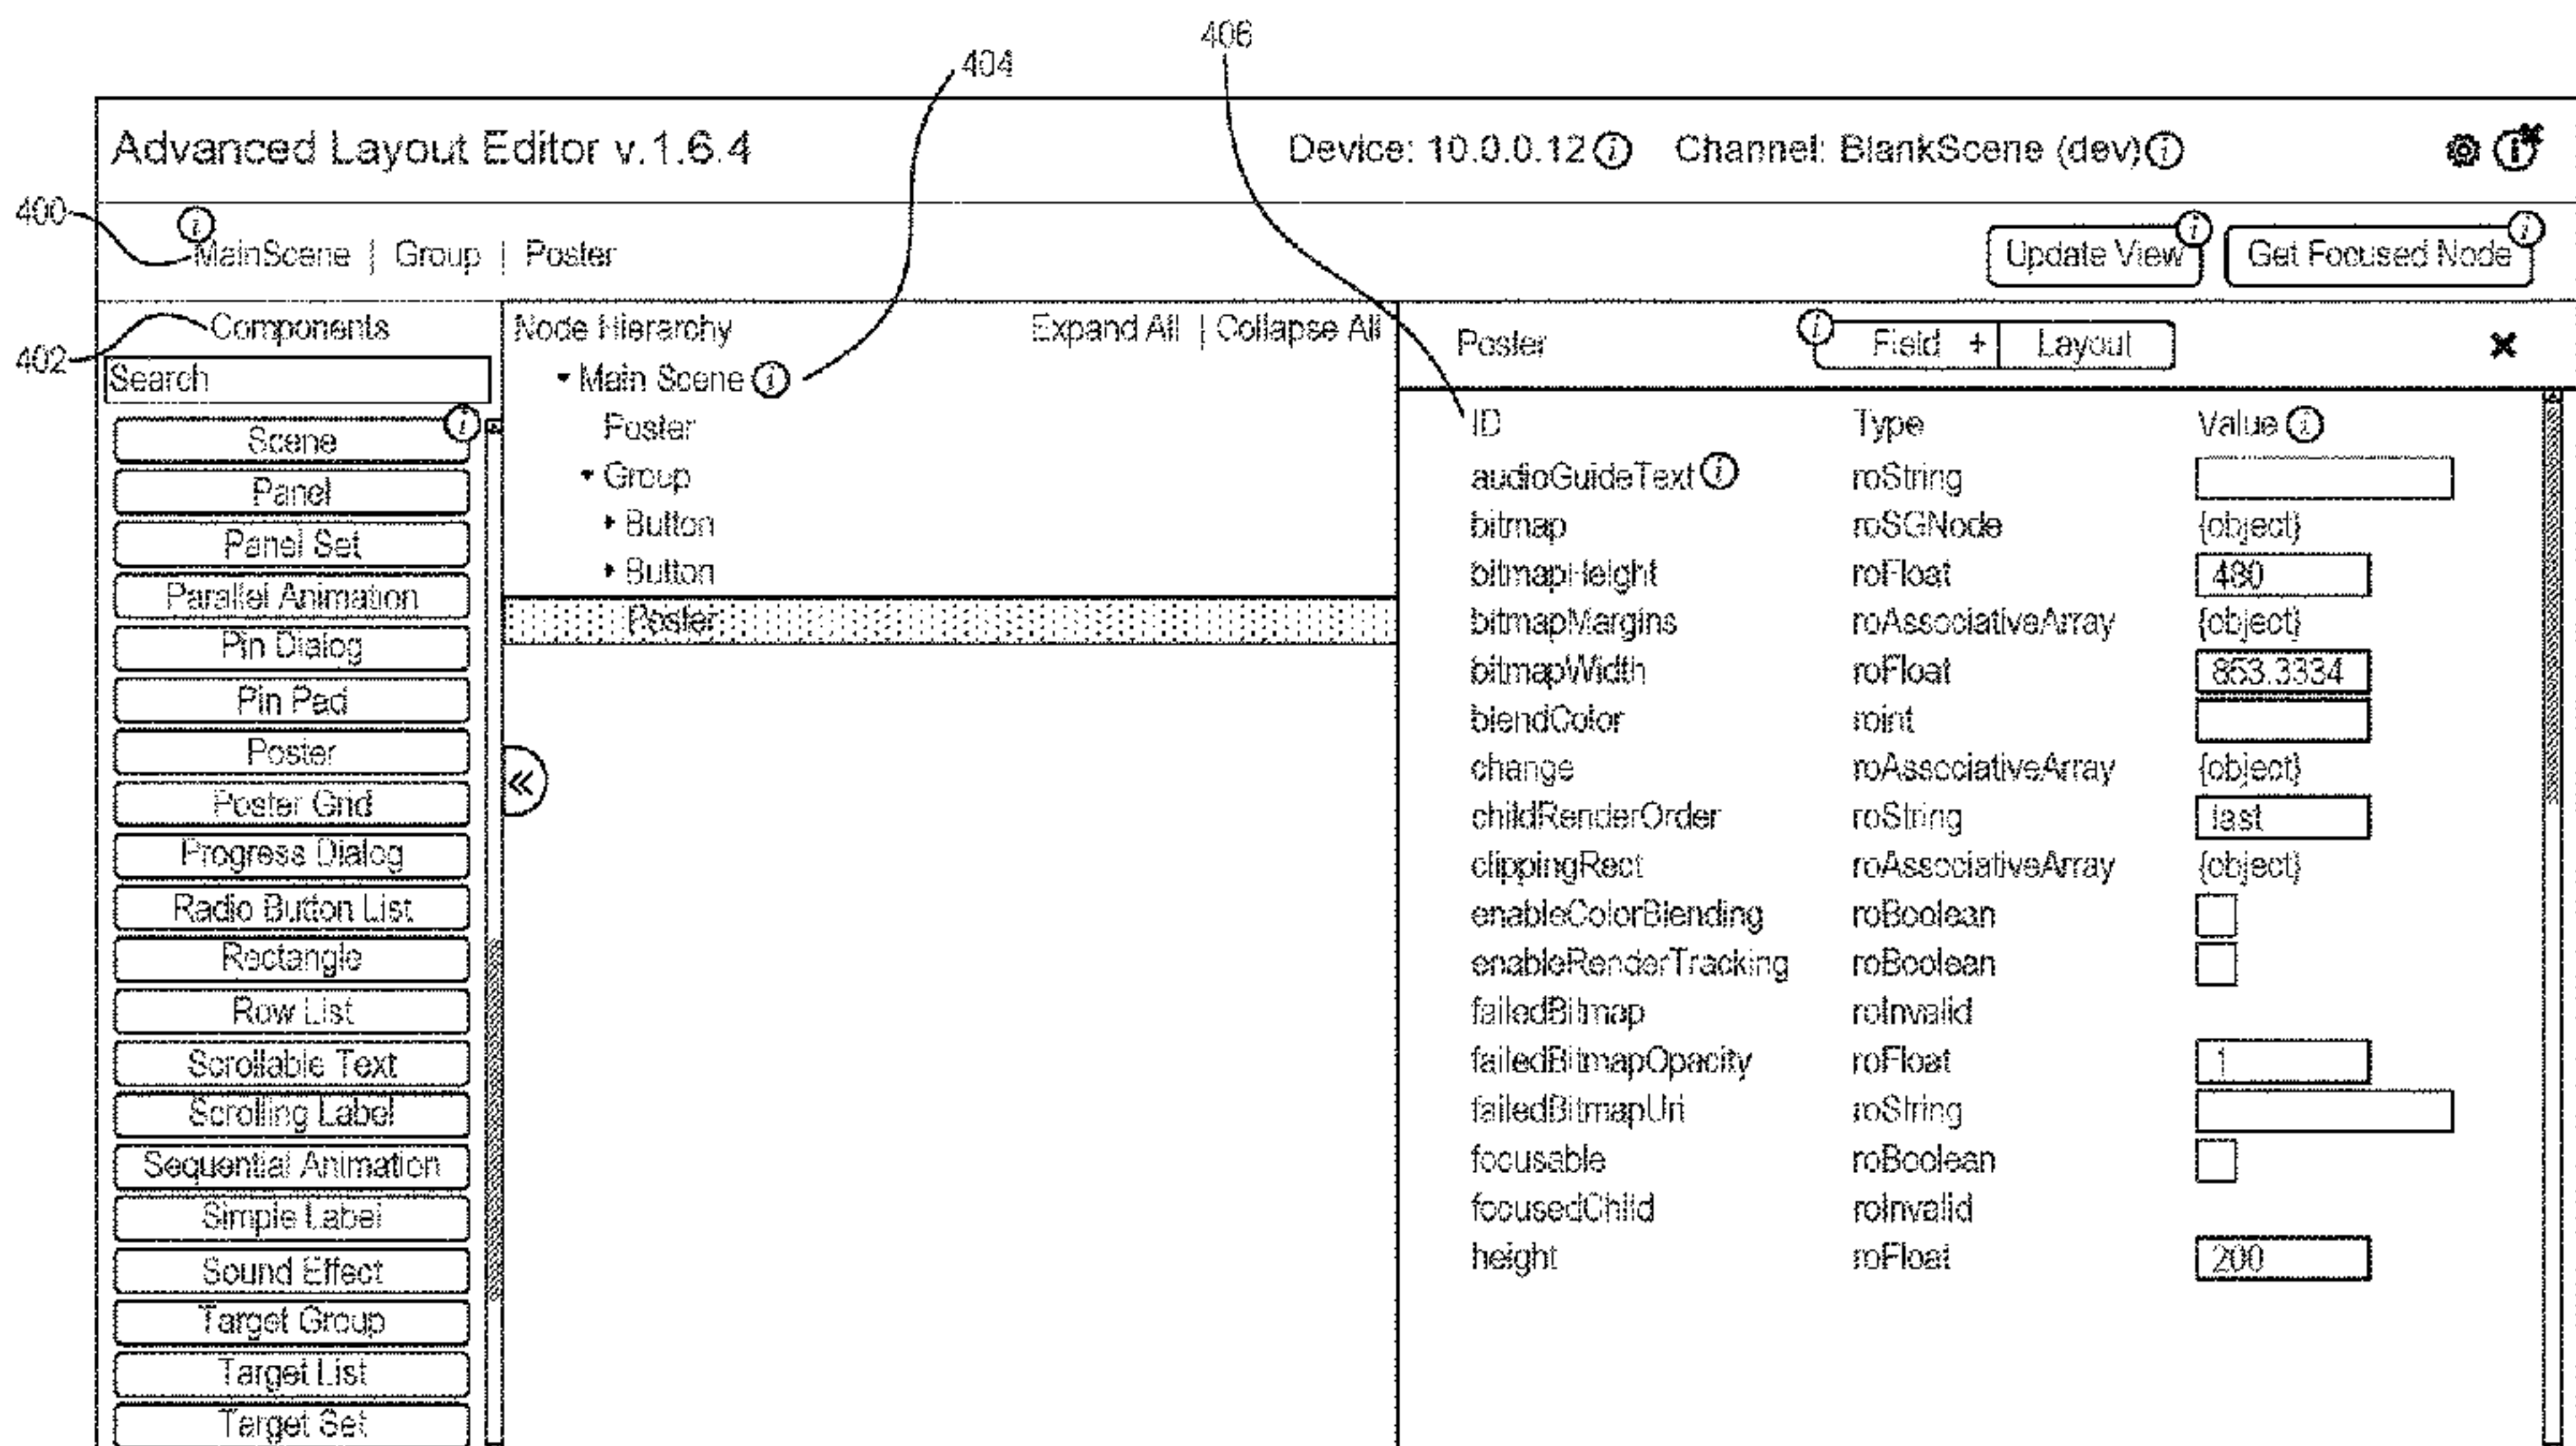 406
404
Advanced Layout Editor v.1.6.4 Device: 10.0.0.12 i Channel: BlankScene (dev) i i
400
i
MainScene | Group | Poster Update View i Get Focused Node i
402
Components
Search
Scene i
Panel
Panel Set
Parallel Animation
Pin Dialog
Pin Pad
Poster
Poster Grid
Progress Dialog
Radio Button List
Rectangle
Row List
Scrollable Text
Scrolling Label
Sequential Animation
Simple Label
Sound Effect
Target Group
Target List
Target Set
Node Hierarchy Expand All | Collapse All
Main Scene i
Poster
Group
Button
Button
Poster
«
Poster i Field + Layout ×
ID Type Value i
audioGuideText i roString
bitmap roSGNode {object}
bitmapHeight roFloat 480
bitmapMargins roAssociativeArray {object}
bitmapWidth roFloat 853.3334
blendColor roint
change roAssociativeArray {object}
childRenderOrder roString last
clippingRect roAssociativeArray {object}
enableColorBlending roBoolean
enableRenderTracking roBoolean
failedBitmap roInvalid
failedBitmapOpacity roFloat 1
failedBitmapUri roString
focusable roBoolean
focusedChild roInvalid
height roFloat 200